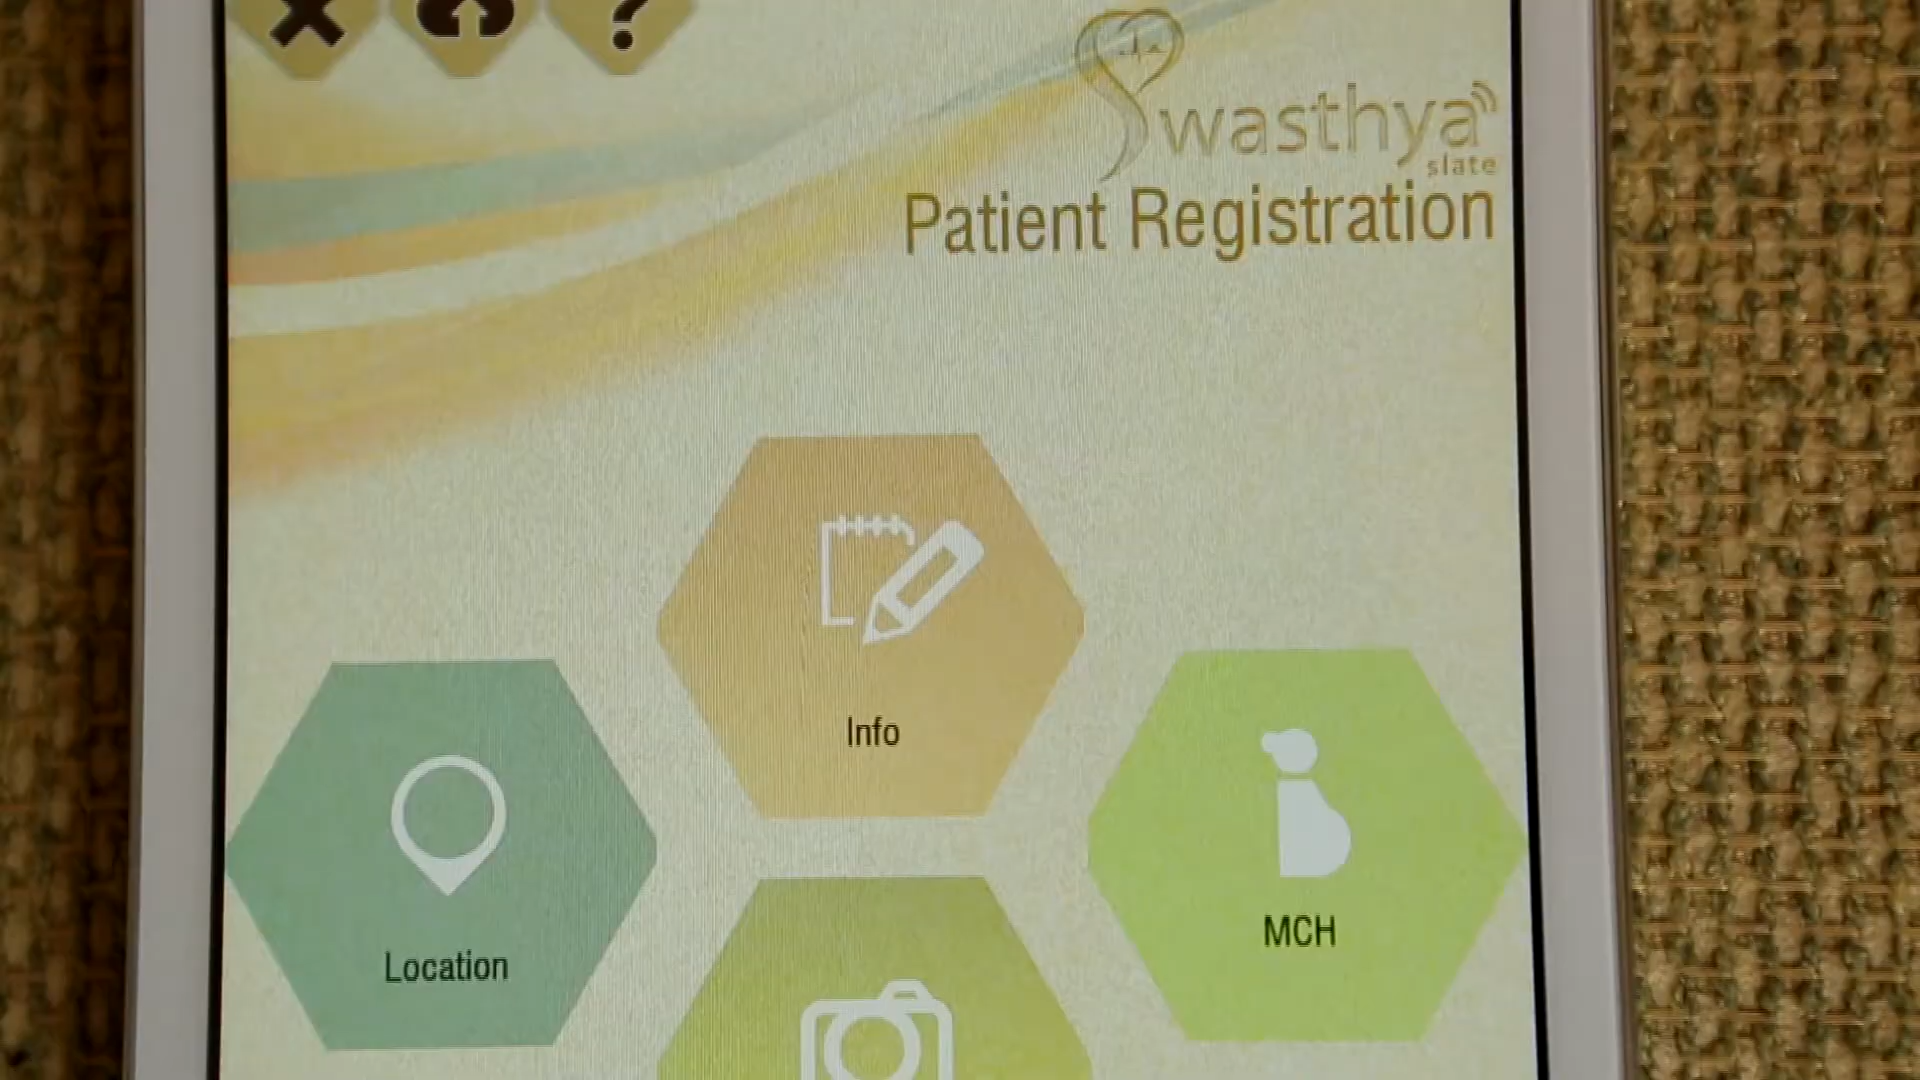 Swasthya
slate
Patient Registration
Info
Location
MCH